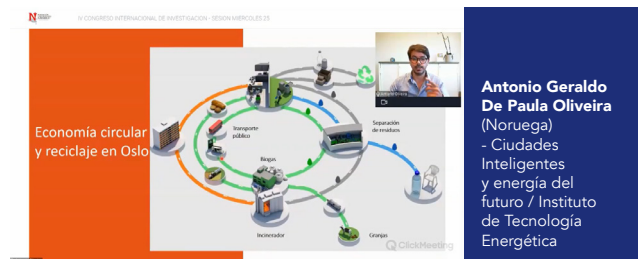 IV CONGRESO INTERNACIONAL DE INVESTIGACION - SESION MIERCOLES 25
Economía circular
y reciclaje en Oslo
Transporte
público
Separación
de residuos
Biogas
Incinerador
Granjas
ClickMeeting
Antonio Geraldo
De Paula Oliveira
(Noruega)
- Ciudades
Inteligentes
y energía del
futuro / Instituto
de Tecnología
Energética